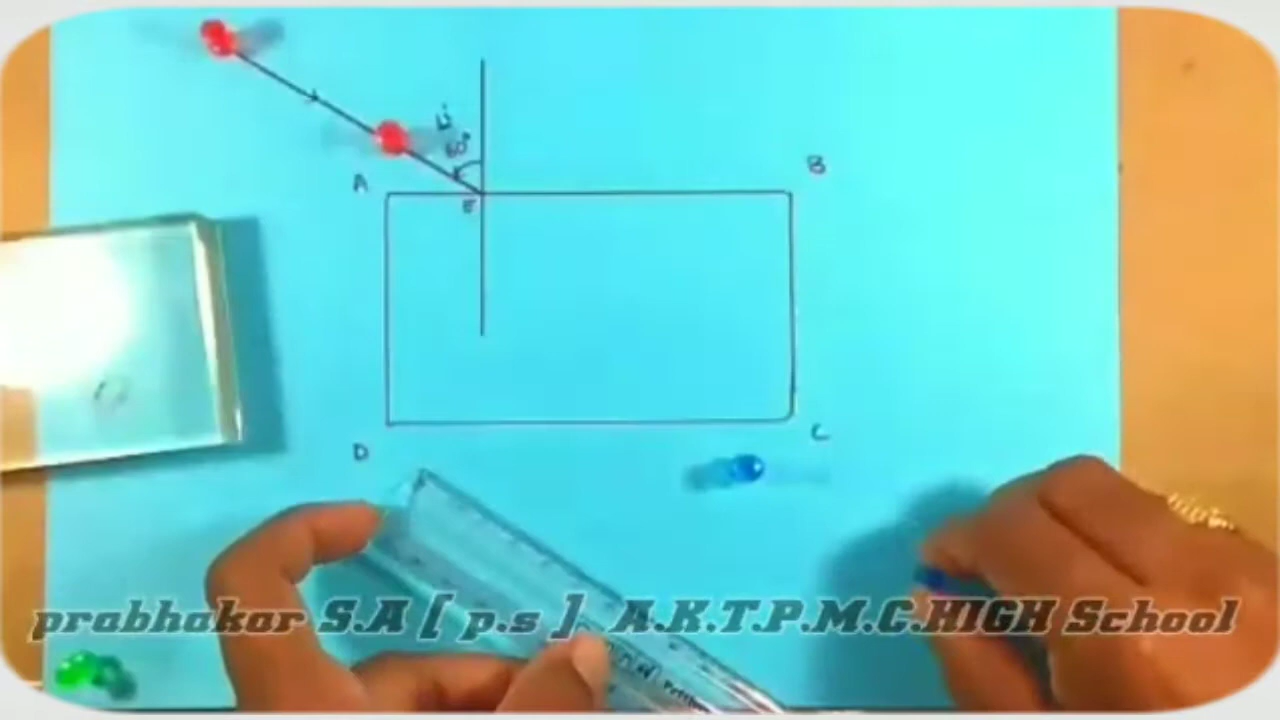 ∠i
60°
A
B
E
D
C
prabhakar S.A [ p.s ] A.K.T.P.M.C.HIGH School